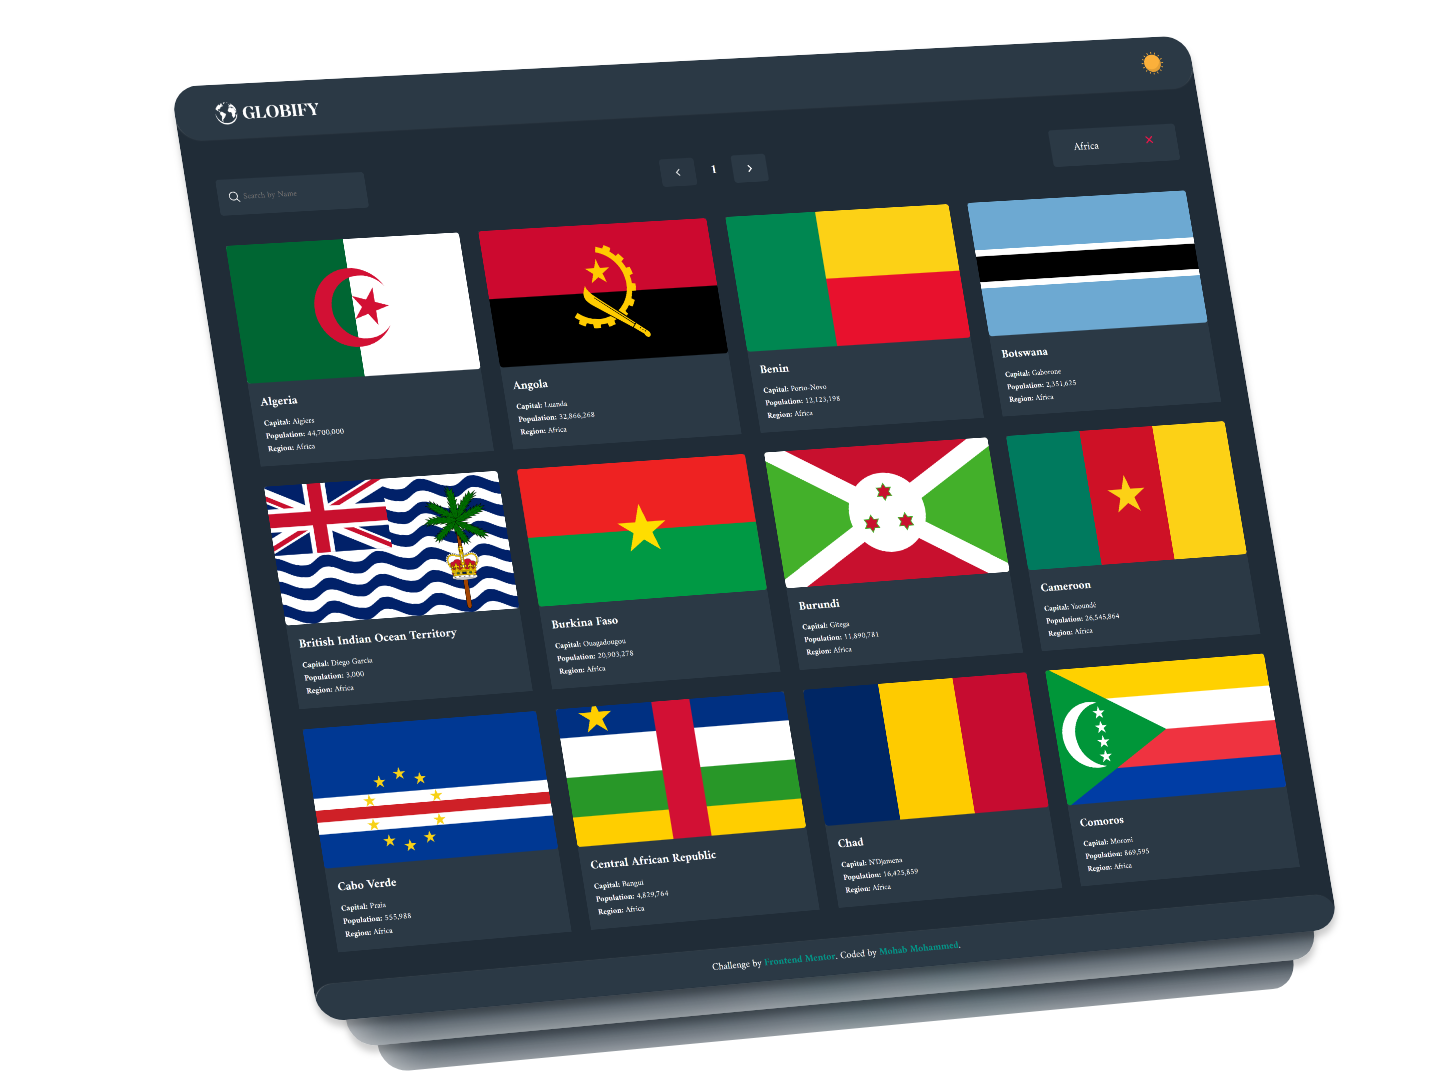 GLOBIFY
Search by Name
1
Africa
Algeria
Capital: Algiers
Population: 44,700,000
Region: Africa
Angola
Capital: Luanda
Population: 32,866,268
Region: Africa
Benin
Capital: Porto-Novo
Population: 12,123,198
Region: Africa
Botswana
Capital: Gaborone
Population: 2,351,625
Region: Africa
British Indian Ocean Territory
Capital: Diego Garcia
Population: 3,000
Region: Africa
Burkina Faso
Capital: Ouagadougou
Population: 20,903,278
Region: Africa
Burundi
Capital: Gitega
Population: 11,890,781
Region: Africa
Cameroon
Capital: Yaoundé
Population: 26,545,864
Region: Africa
Cabo Verde
Capital: Praia
Population: 555,988
Region: Africa
Central African Republic
Capital: Bangui
Population: 4,829,764
Region: Africa
Chad
Capital: N'Djamena
Population: 16,425,859
Region: Africa
Comoros
Capital: Moroni
Population: 869,595
Region: Africa
Challenge by Frontend Mentor. Coded by Mohab Mohammed.